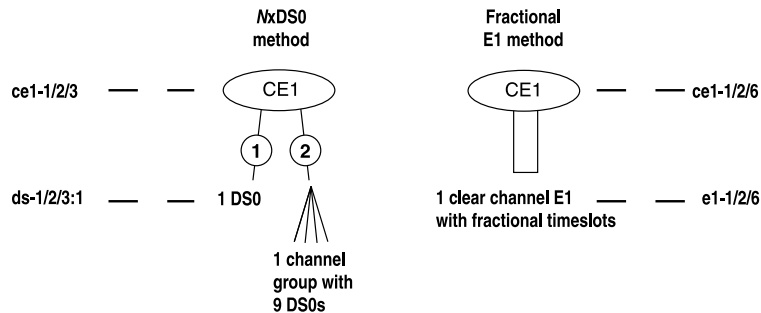 NxDS0
method
Fractional
E1 method
ce1-1/2/3
CE1
CE1
ce1-1/2/6
1
2
ds-1/2/3:1
1 DS0
1 clear channel E1
with fractional timeslots
e1-1/2/6
1 channel
group with
9 DS0s